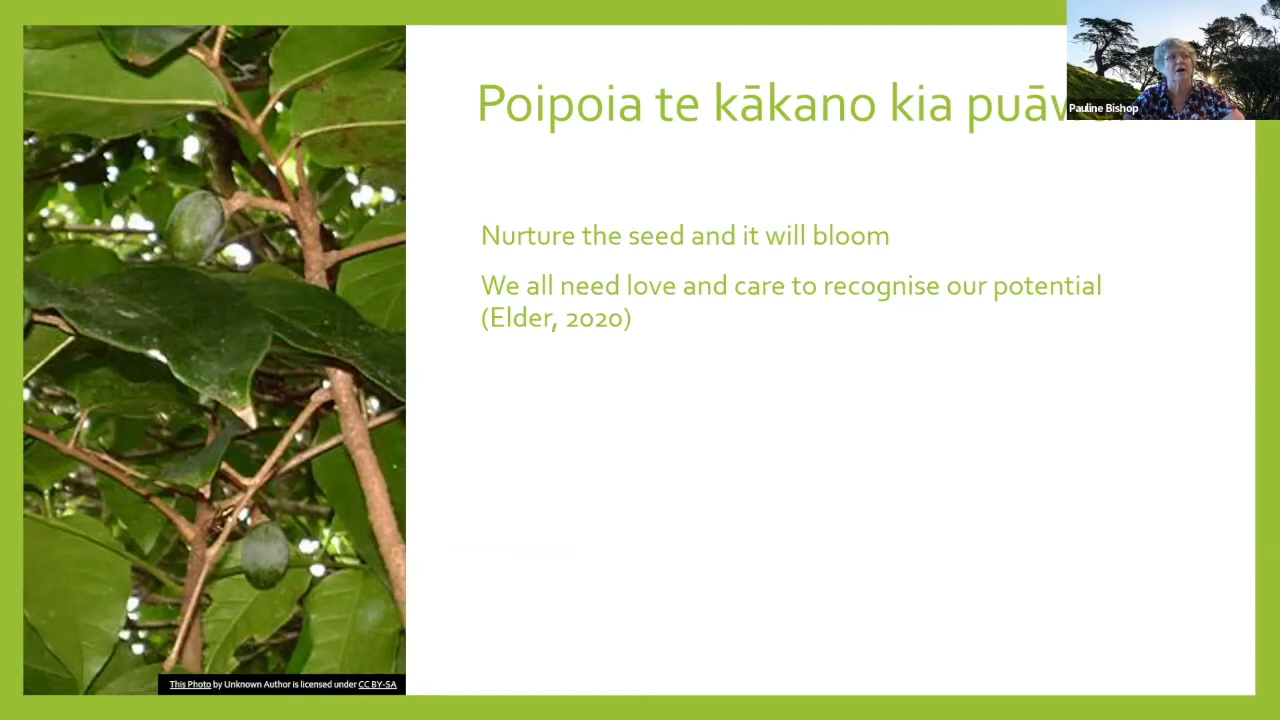 Poipoia te kākano kia
Pauline Bishop
Nurture the seed and it will bloom
We all need love and care to recognise our potential
(Elder, 2020)
This Photo by Unknown Author is licensed under CC BY-SA